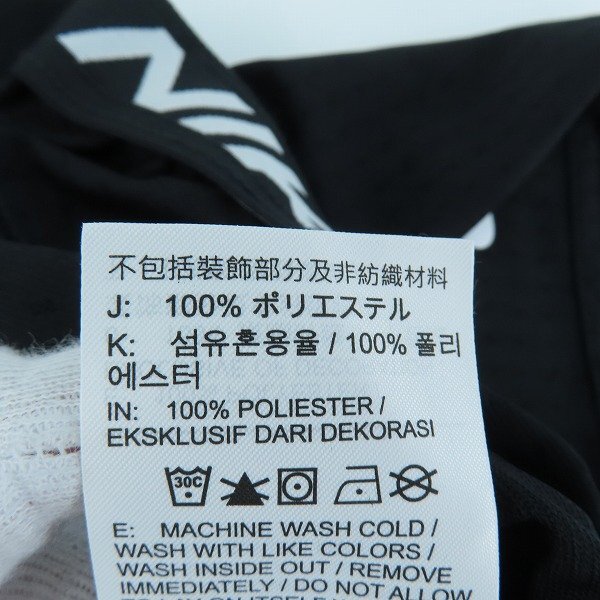 不包括裝飾部分及非紡織材料
J: 100% ポリエステル
K: 섬유혼용율 / 100% 폴리
에스터
IN: 100% POLIESTER /
EKSKLUSIF DARI DEKORASI
30C
E: MACHINE WASH COLD /
WASH WITH LIKE COLORS /
WASH INSIDE OUT / REMOVE
IMMEDIATELY / DO NOT ALLOW